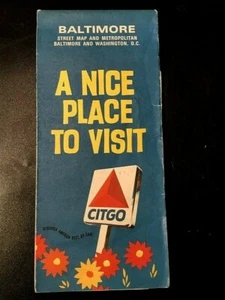 BALTIMORE
STREET MAP AND METROPOLITAN
BALTIMORE AND WASHINGTON, D.C.
A NICE
PLACE
TO VISIT
CITGO